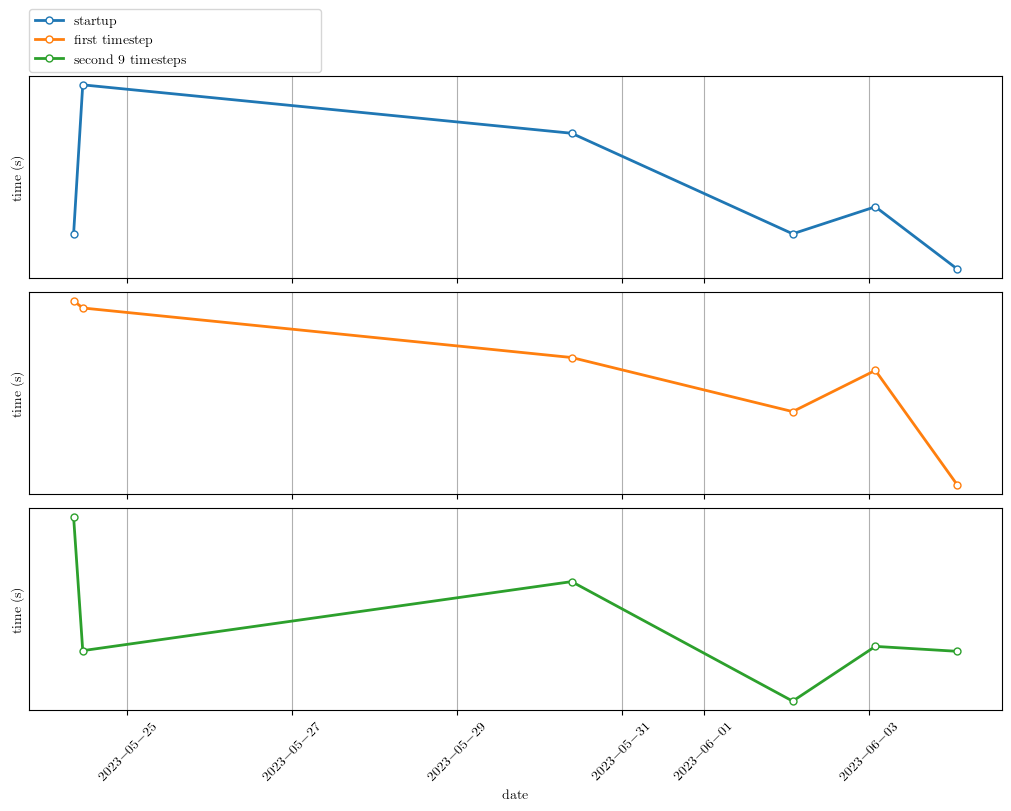 startup
first timestep
second 9 timesteps
time (s)
time (s)
time (s)
2023−05−25
2023−05−27
2023−05−29
2023−05−31
2023−06−01
2023−06−03
date